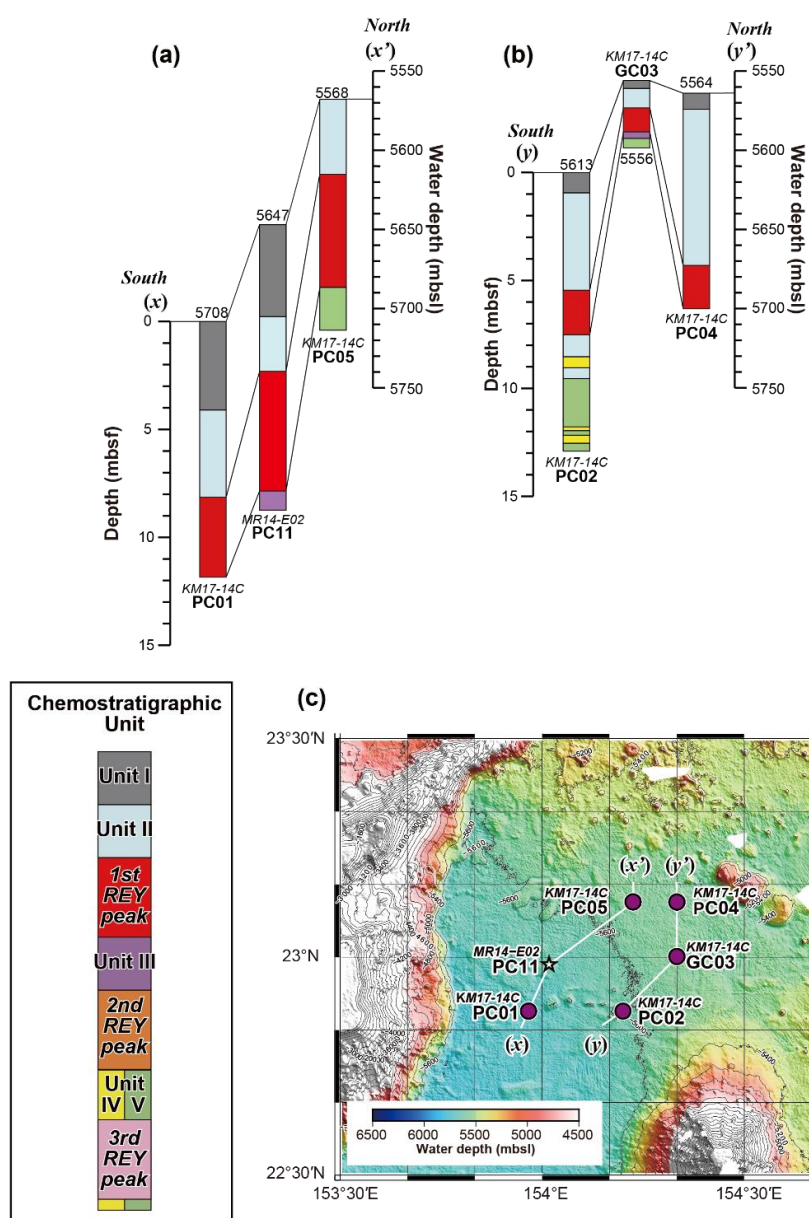 (a)
North
(x')
5568
5550
5600
5650
5700
5750
Water depth (mbsl)
5647
South
(x)
5708
0
5
10
15
Depth (mbsf)
KM17-14C
PC01
MR14-E02
PC11
KM17-14C
PC05
(b)
KM17-14C
GC03
North
(y')
5564
5550
5600
5650
5700
5750
Water depth (mbsl)
South
(y)
5613
5556
0
5
10
15
Depth (mbsf)
KM17-14C
PC02
KM17-14C
PC04
Chemostratigraphic
Unit
Unit I
Unit II
1st
REY
peak
Unit III
2nd
REY
peak
Unit
IV V
3rd
REY
peak
(c)
23°30'N
23°N
22°30'N
153°30'E
154°E
154°30'E
(x')
(y')
KM17-14C
PC05
KM17-14C
PC04
MR14-E02
PC11
KM17-14C
GC03
KM17-14C
PC01
KM17-14C
PC02
(x)
(y)
6500 6000 5500 5000 4500
Water depth (mbsl)